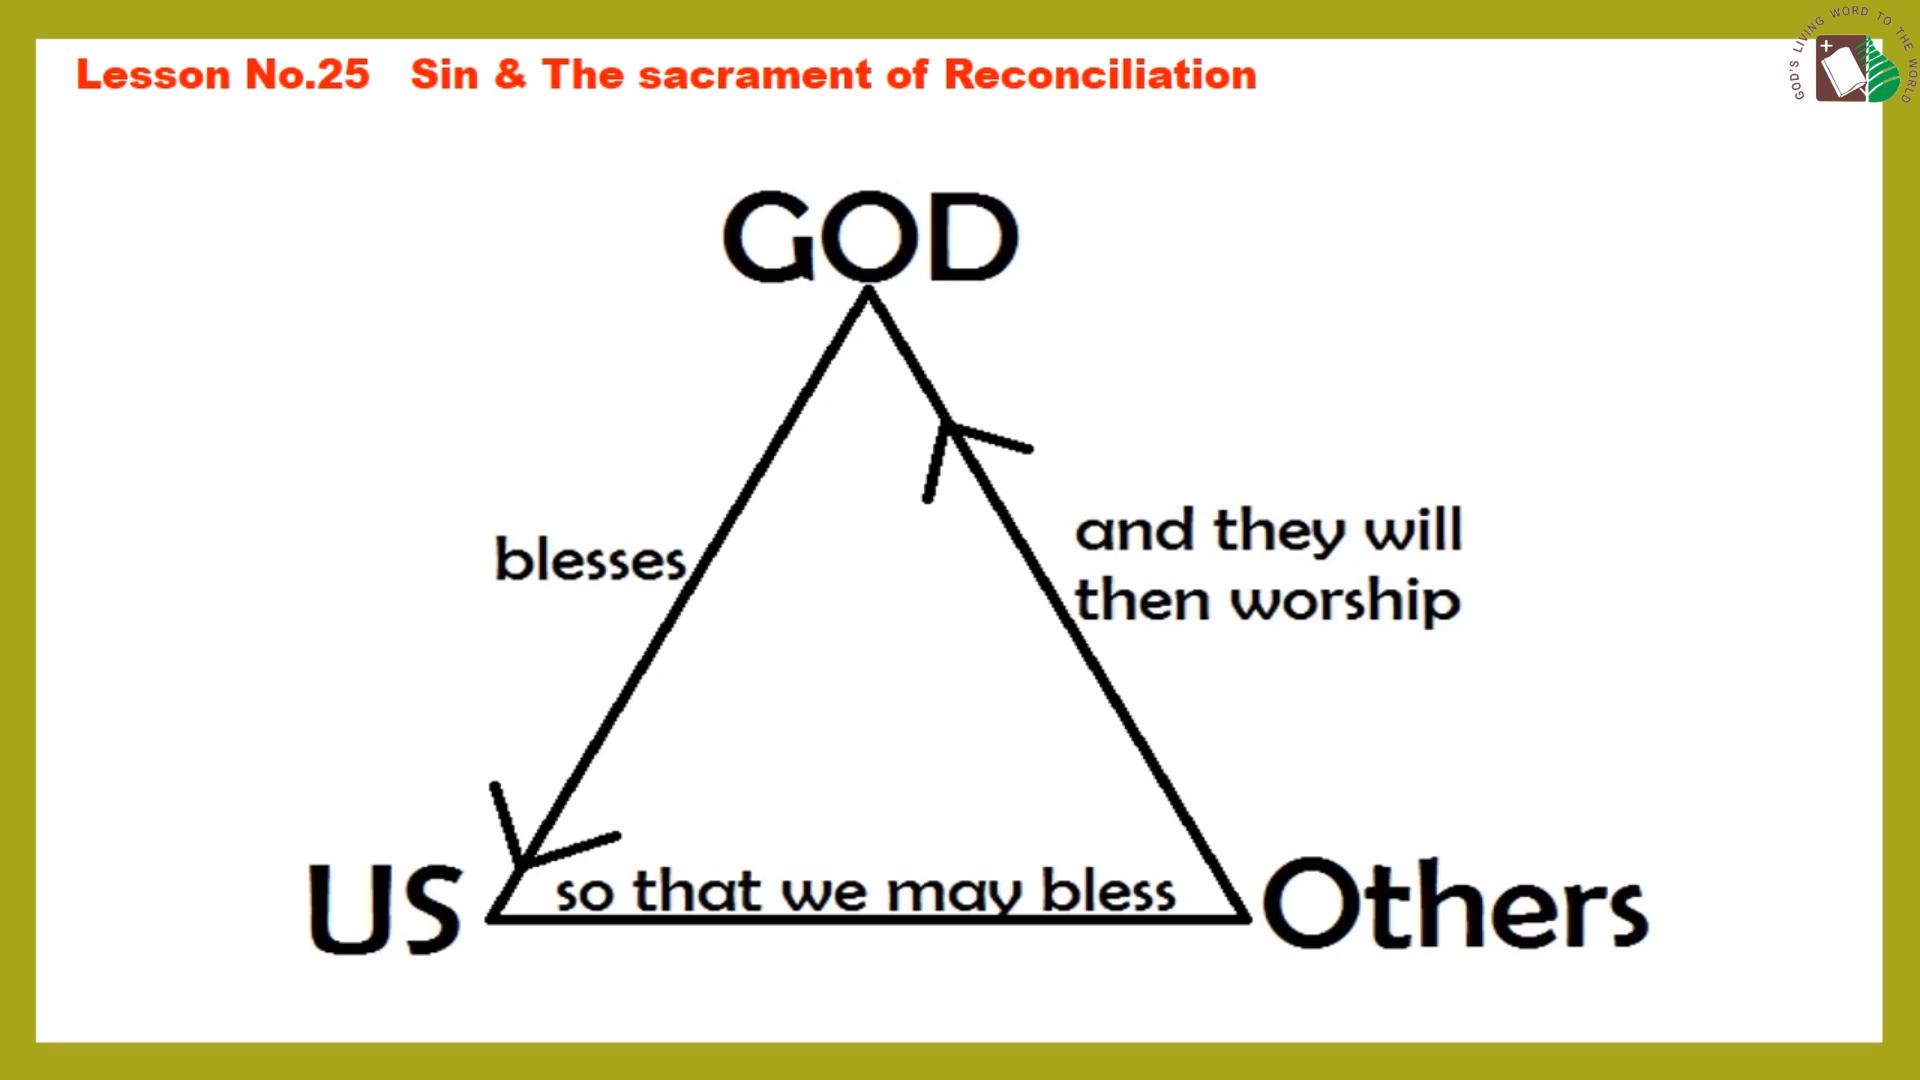 Lesson No.25 Sin & The sacrament of Reconciliation
GOD'S LIVING WORD TO THE WORLD
GOD
blesses
and they will
then worship
so that we may bless
US
Others